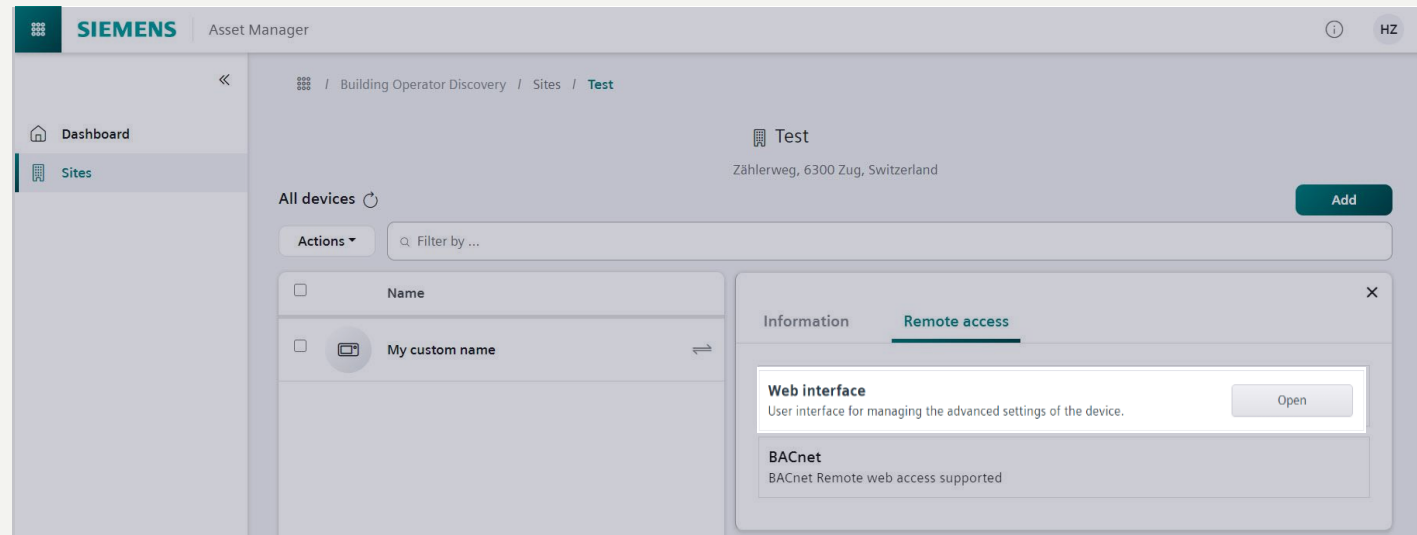 SIEMENS Asset Manager HZ
/ Building Operator Discovery / Sites / Test
Dashboard
Sites
Test
Zählerweg, 6300 Zug, Switzerland
All devices
Add
Actions
Filter by ...
Name
My custom name
Information Remote access
Web interface
User interface for managing the advanced settings of the device.
Open
BACnet
BACnet Remote web access supported